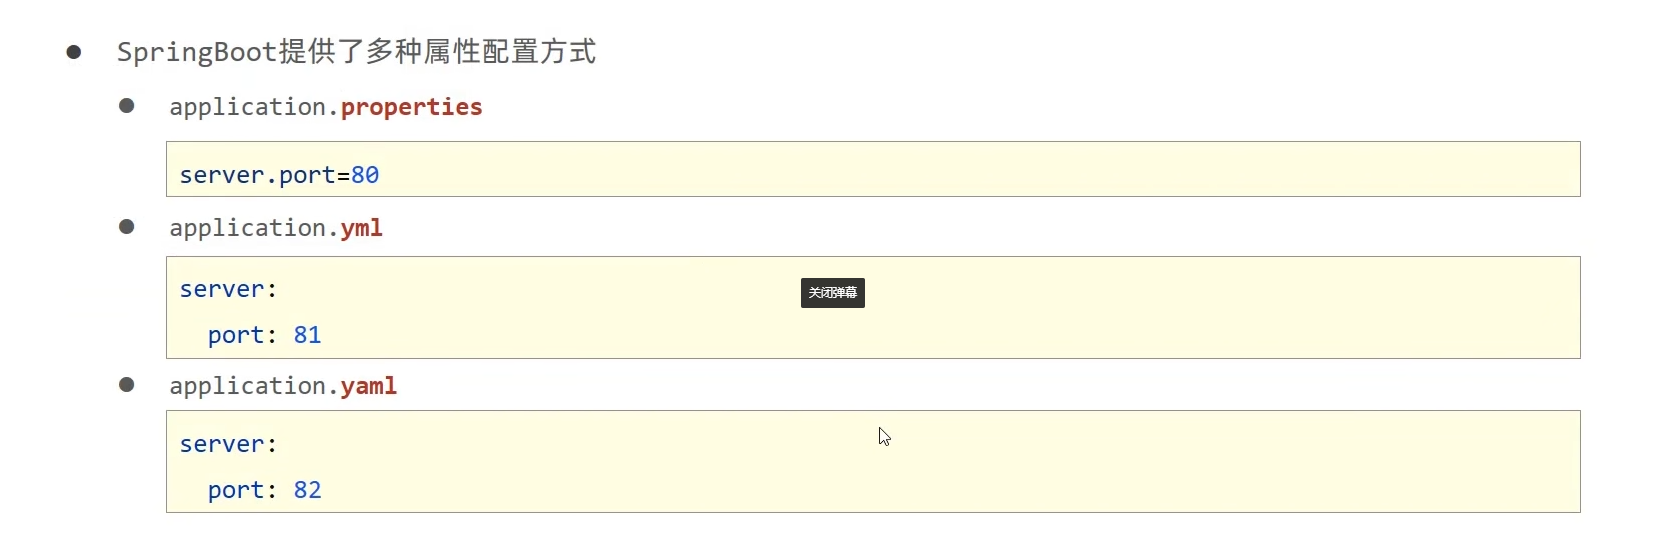 SpringBoot提供了多种属性配置方式
application.properties
server.port=80
application.yml
server:
关闭弹幕
port: 81
application.yaml
server:
port: 82